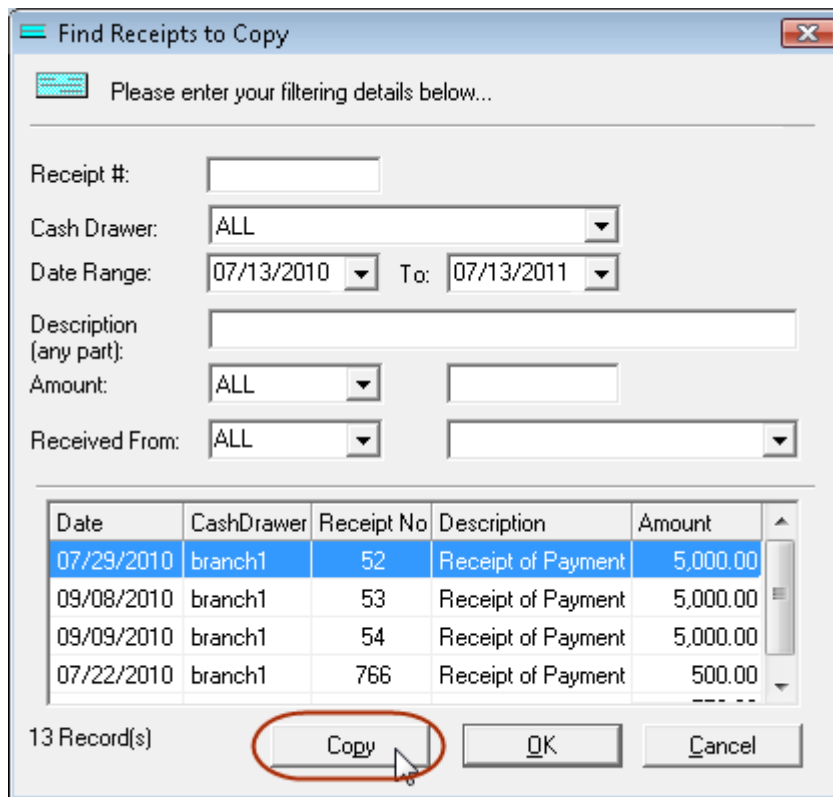 Find Receipts to Copy
Please enter your filtering details below...
Receipt #:
Cash Drawer: ALL
Date Range: 07/13/2010 To: 07/13/2011
Description
(any part):
Amount: ALL
Received From: ALL
Date CashDrawer Receipt No Description Amount
07/29/2010 branch1 52 Receipt of Payment 5,000.00
09/08/2010 branch1 53 Receipt of Payment 5,000.00
09/09/2010 branch1 54 Receipt of Payment 5,000.00
07/22/2010 branch1 766 Receipt of Payment 500.00
13 Record(s) Copy OK Cancel